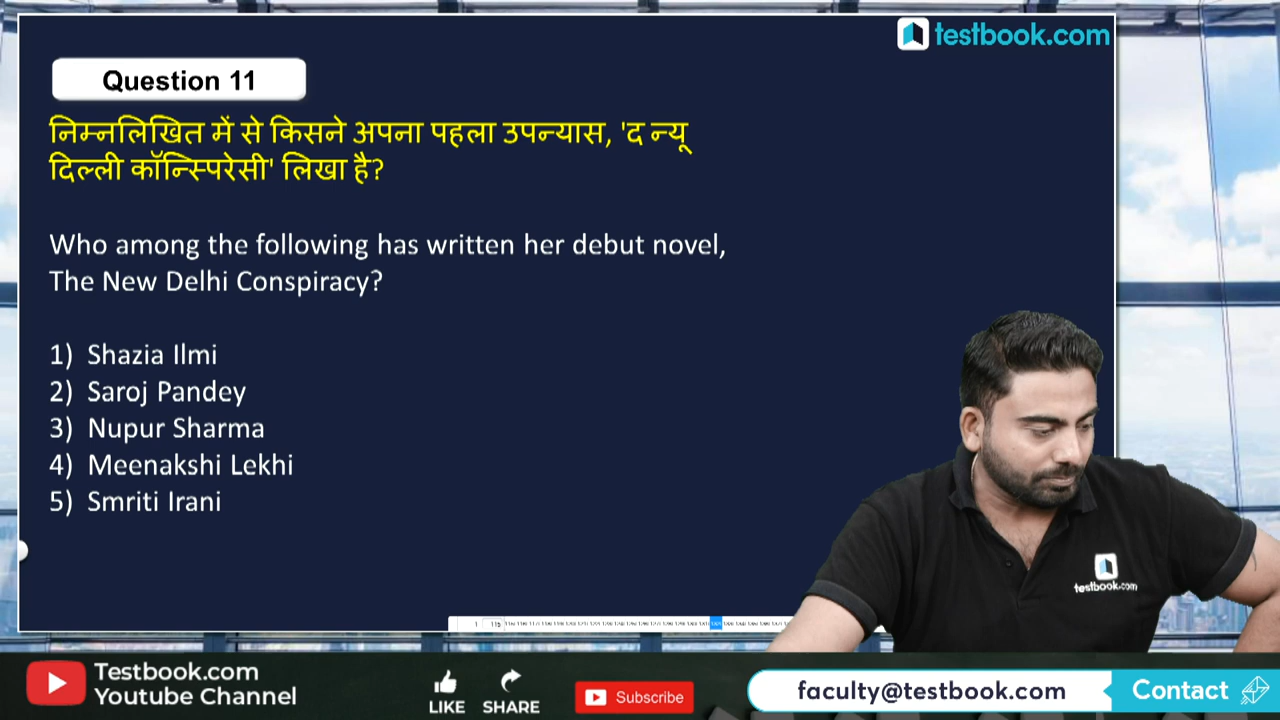 testbook.com
Question 11
निम्नलिखित में से किसने अपना पहला उपन्यास, 'द न्यू
दिल्ली कॉन्स्पिरेसी' लिखा है?
Who among the following has written her debut novel,
The New Delhi Conspiracy?
1) Shazia Ilmi
2) Saroj Pandey
3) Nupur Sharma
4) Meenakshi Lekhi
5) Smriti Irani
testbook.com
Testbook.com
Youtube Channel
LIKE
SHARE
Subscribe
faculty@testbook.com
Contact